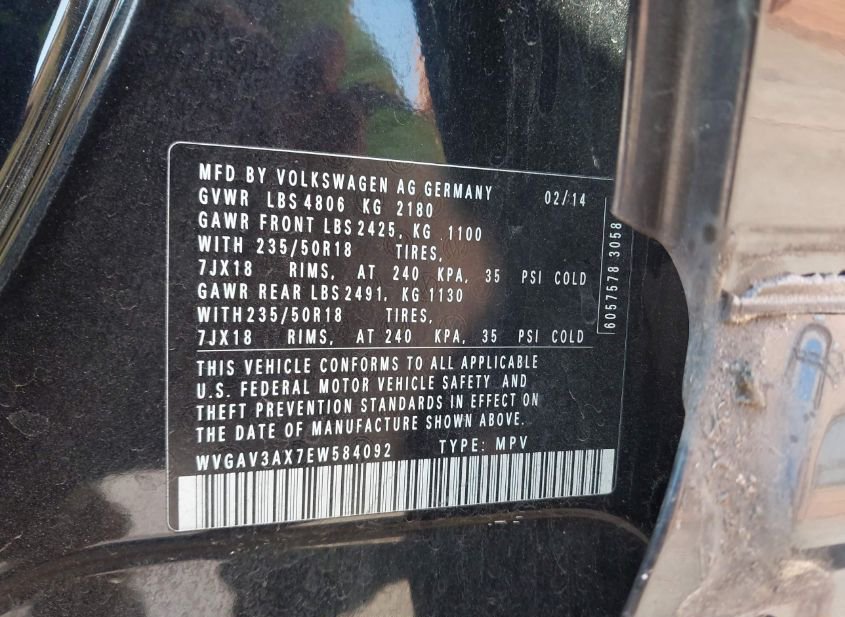 MFD BY VOLKSWAGEN AG GERMANY 02/14
GVWR LBS 4806 KG 2180
GAWR FRONT LBS 2425, KG 1100
WITH 235/50R18 TIRES,
7JX18 RIMS, AT 240 KPA, 35 PSI COLD
GAWR REAR LBS 2491, KG 1130
WITH 235/50R18 TIRES,
7JX18 RIMS, AT 240 KPA, 35 PSI COLD
THIS VEHICLE CONFORMS TO ALL APPLICABLE
U.S. FEDERAL MOTOR VEHICLE SAFETY AND
THEFT PREVENTION STANDARDS IN EFFECT ON
THE DATE OF MANUFACTURE SHOWN ABOVE.
WVGAV3AX7EW584092 TYPE: MPV
6057578 3058